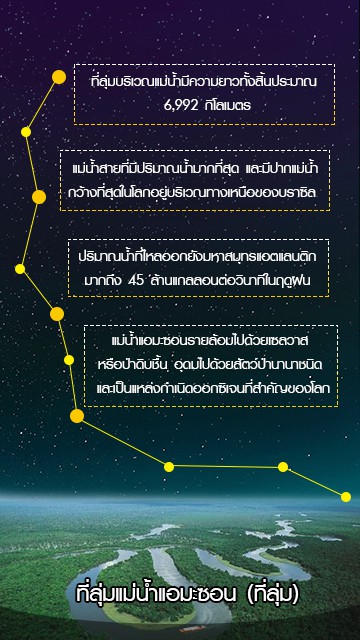 ที่ลุ่มบริเวณแม่น้ำมีความยาวทั้งสิ้นประมาณ
6,992 กิโลเมตร
แม่น้ำสายที่มีปริมาณน้ำมากที่สุด และมีปากแม่น้ำ
กว้างที่สุดในโลกอยู่บริเวณทางเหนือของบราซิล
ปริมาณน้ำที่ไหลออกยังมหาสมุทรแอตแลนติก
มากถึง 45 ล้านแกลลอนต่อวินาทีในฤดูฝน
แม่น้ำแอมะซอนรายล้อมไปด้วยเซลวาส
หรือป่าดิบชื้น อุดมไปด้วยสัตว์ป่านานาชนิด
และเป็นแหล่งกำเนิดออกซิเจนที่สำคัญของโลก
ที่ลุ่มแม่น้ำแอมะซอน (ที่ลุ่ม)